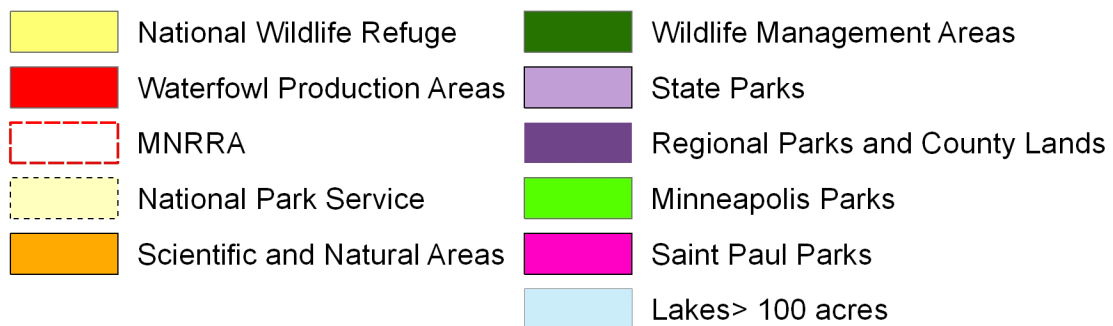 National Wildlife Refuge
Waterfowl Production Areas
MNRRA
National Park Service
Scientific and Natural Areas
Wildlife Management Areas
State Parks
Regional Parks and County Lands
Minneapolis Parks
Saint Paul Parks
Lakes> 100 acres